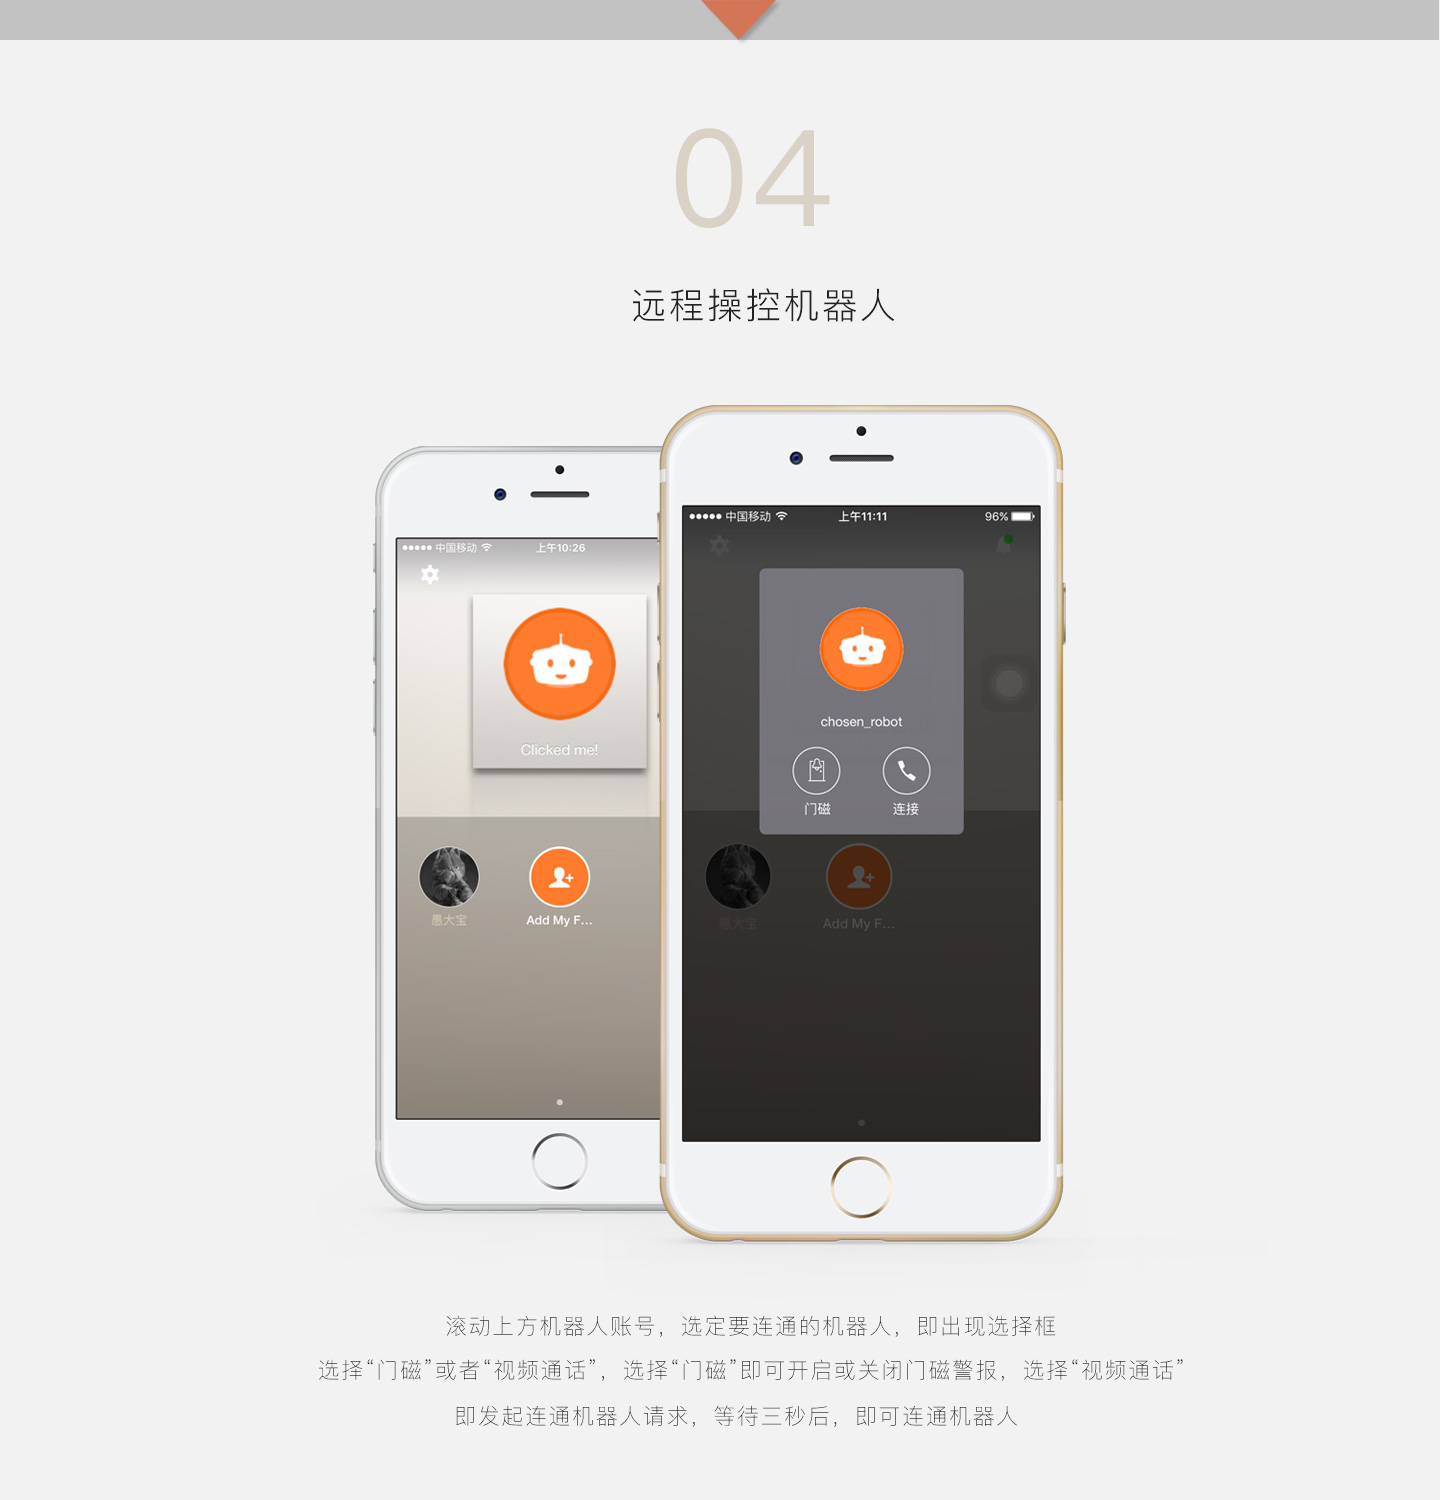 04
远程操控机器人
中国移动 上午10:26
Clicked me!
愚大宝 Add My F...
中国移动 上午11:11 96%
chosen_robot
门磁 连接
愚大宝 Add My F...
滚动上方机器人账号，选定要连通的机器人，即出现选择框
选择“门磁”或者“视频通话”，选择“门磁”即可开启或关闭门磁警报，选择“视频通话”
即发起连通机器人请求，等待三秒后，即可连通机器人